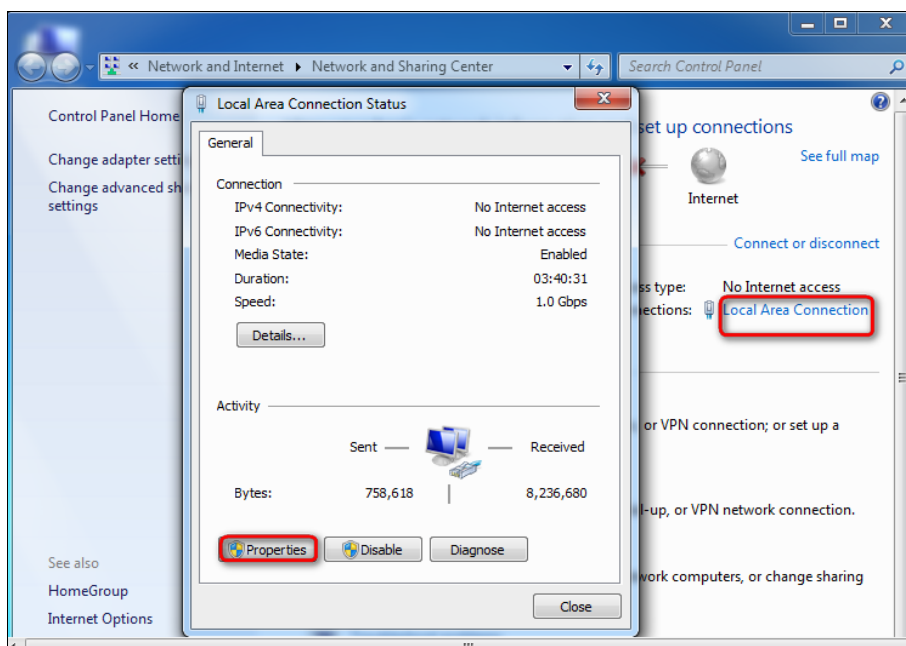 « Network and Internet ▸ Network and Sharing Center
Search Control Panel
Control Panel Home
Change adapter setti
Change advanced sh
settings
See also
HomeGroup
Internet Options
Local Area Connection Status
General
Connection
IPv4 Connectivity: No Internet access
IPv6 Connectivity: No Internet access
Media State: Enabled
Duration: 03:40:31
Speed: 1.0 Gbps
Details...
Activity
Sent — — Received
Bytes: 758,618 | 8,236,680
Properties Disable Diagnose
Close
set up connections
See full map
Internet
Connect or disconnect
ss type: No Internet access
ections: Local Area Connection
or VPN connection; or set up a
l-up, or VPN network connection.
work computers, or change sharing